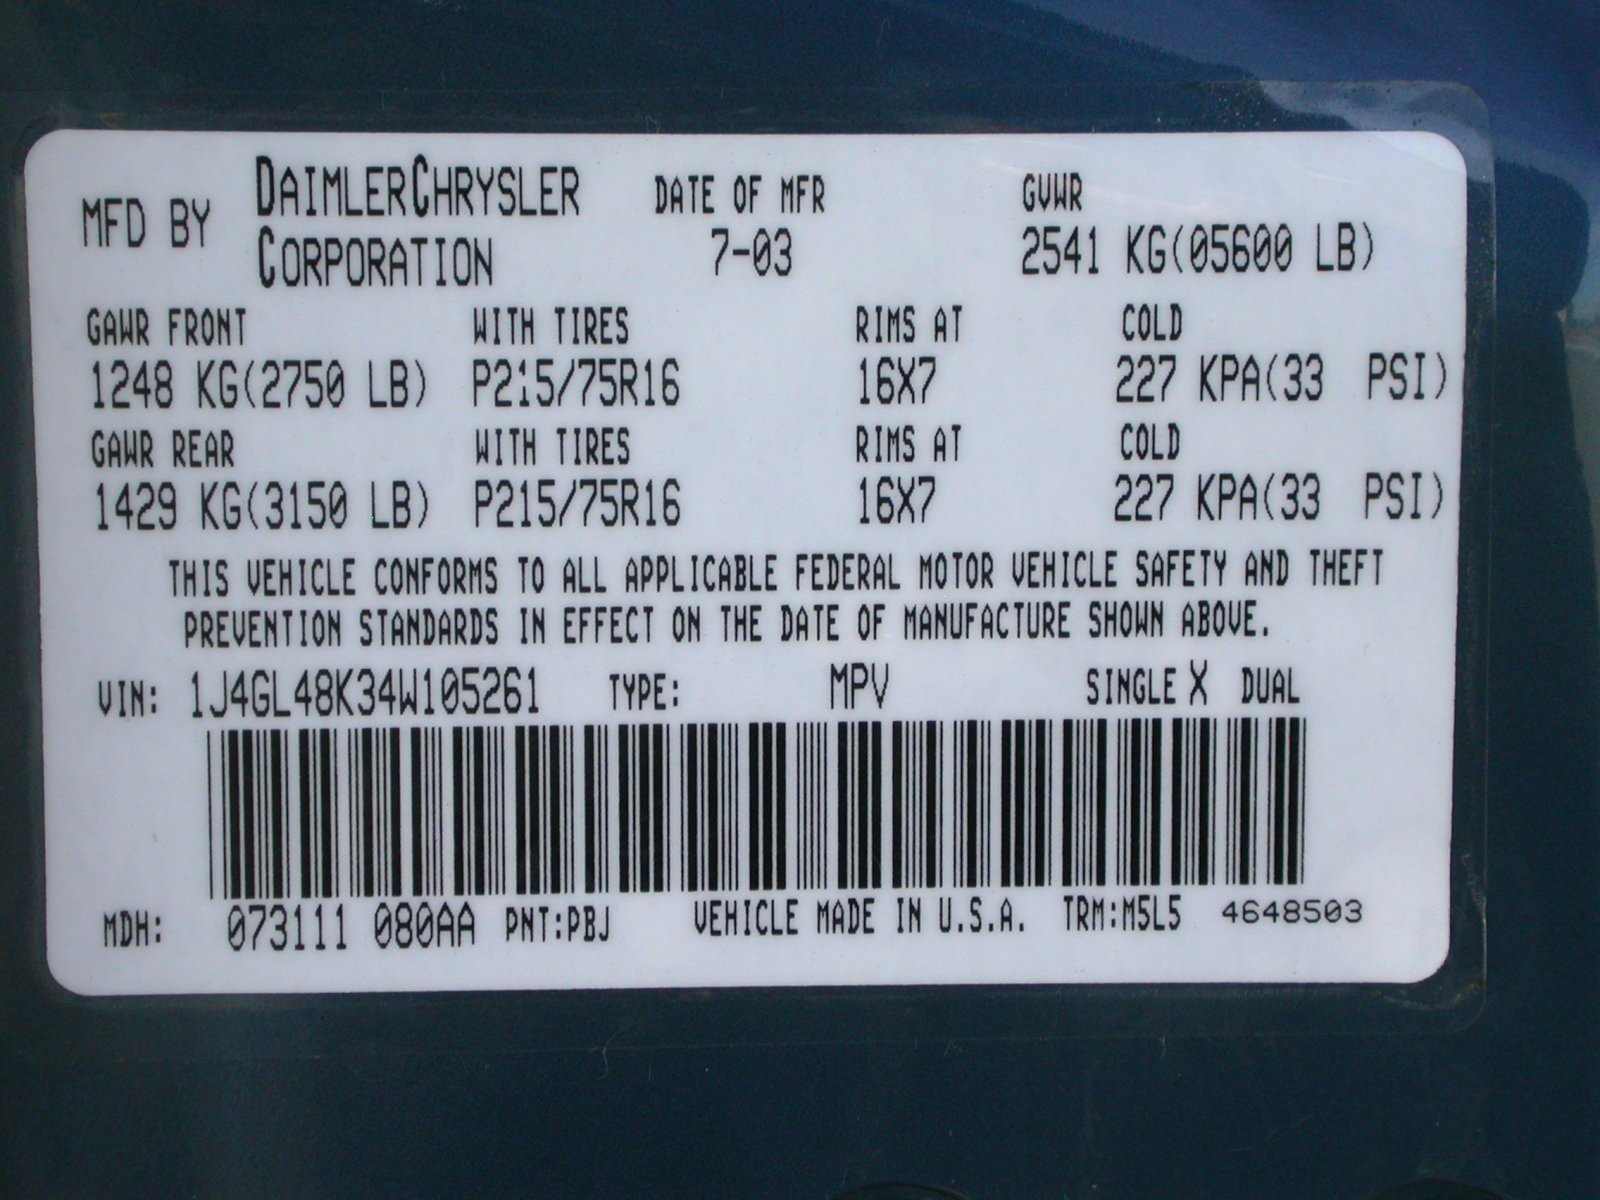 MFD BY DAIMLERCHRYSLER CORPORATION DATE OF MFR 7-03 GVWR 2541 KG(05600 LB)
GAWR FRONT WITH TIRES RIMS AT COLD
1248 KG(2750 LB) P215/75R16 16X7 227 KPA(33 PSI)
GAWR REAR WITH TIRES RIMS AT COLD
1429 KG(3150 LB) P215/75R16 16X7 227 KPA(33 PSI)
THIS VEHICLE CONFORMS TO ALL APPLICABLE FEDERAL MOTOR VEHICLE SAFETY AND THEFT
PREVENTION STANDARDS IN EFFECT ON THE DATE OF MANUFACTURE SHOWN ABOVE.
VIN: 1J4GL48K34W105261 TYPE: MPV SINGLE X DUAL
MDH: 073111 080AA PNT:PBJ VEHICLE MADE IN U.S.A. TRM:M5L5 4648503